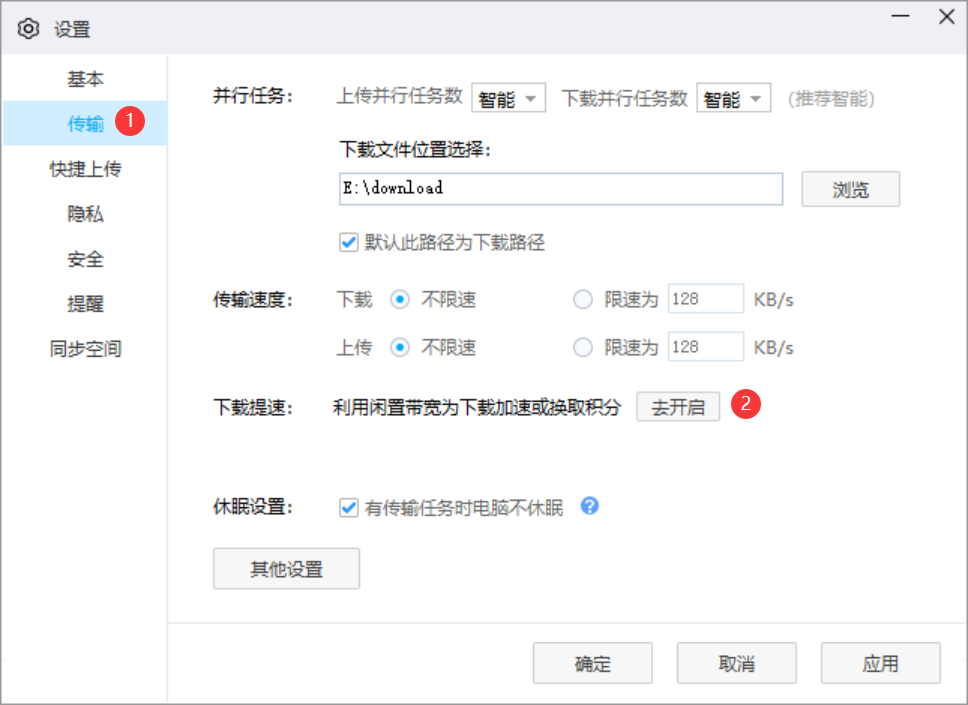 设置
基本
传输 1
快捷上传
隐私
安全
提醒
同步空间
并行任务: 上传并行任务数 智能 下载并行任务数 智能 (推荐智能)
下载文件位置选择:
E:\download 浏览
默认此路径为下载路径
传输速度: 下载 不限速 限速为 128 KB/s
上传 不限速 限速为 128 KB/s
下载提速: 利用闲置带宽为下载加速或换取积分 去开启 2
休眠设置: 有传输任务时电脑不休眠 ?
其他设置
确定 取消 应用